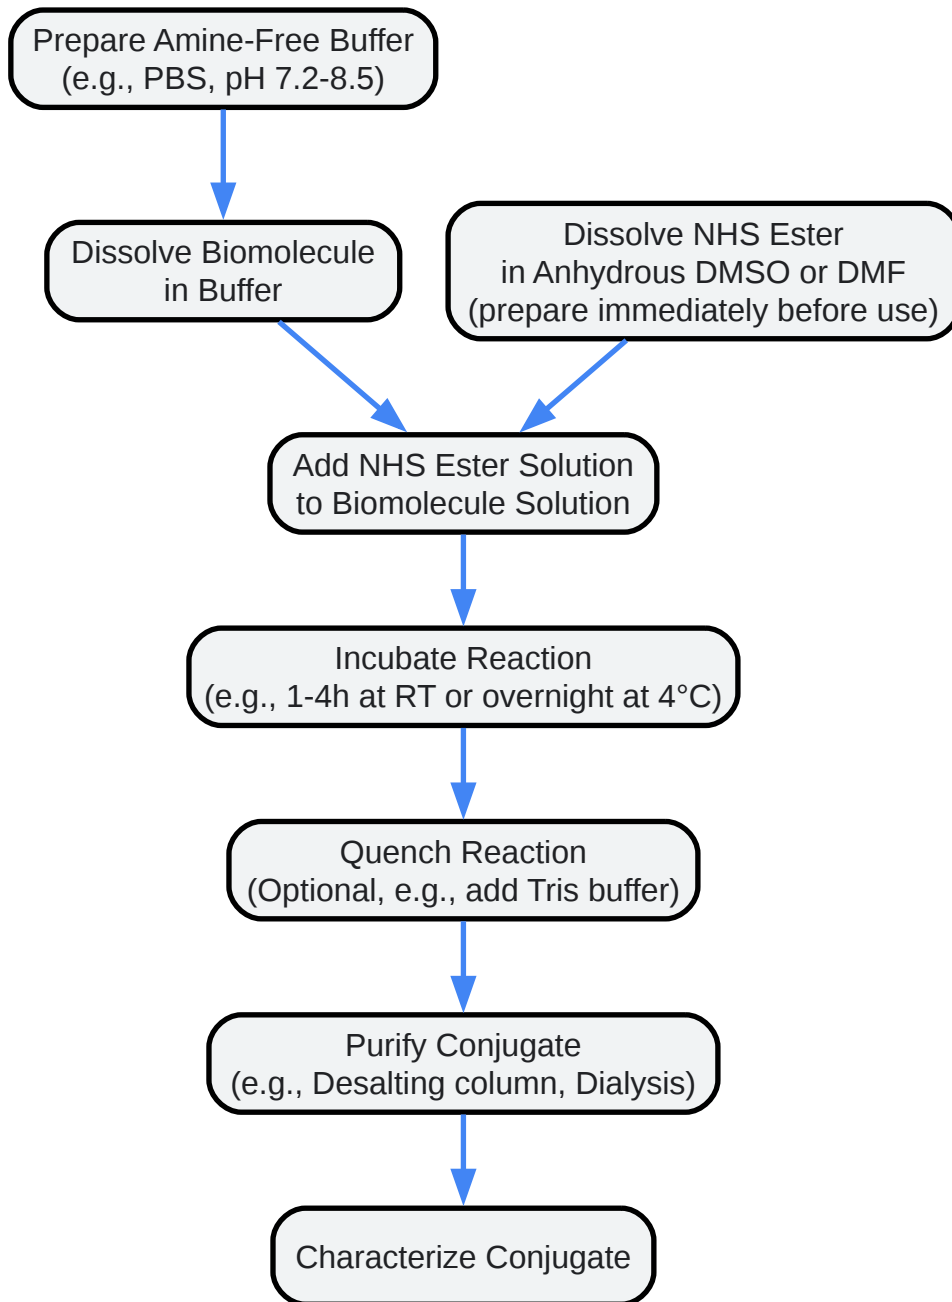 Prepare Amine-Free Buffer
(e.g., PBS, pH 7.2-8.5)
Dissolve Biomolecule
in Buffer
Dissolve NHS Ester
in Anhydrous DMSO or DMF
(prepare immediately before use)
Add NHS Ester Solution
to Biomolecule Solution
Incubate Reaction
(e.g., 1-4h at RT or overnight at 4°C)
Quench Reaction
(Optional, e.g., add Tris buffer)
Purify Conjugate
(e.g., Desalting column, Dialysis)
Characterize Conjugate